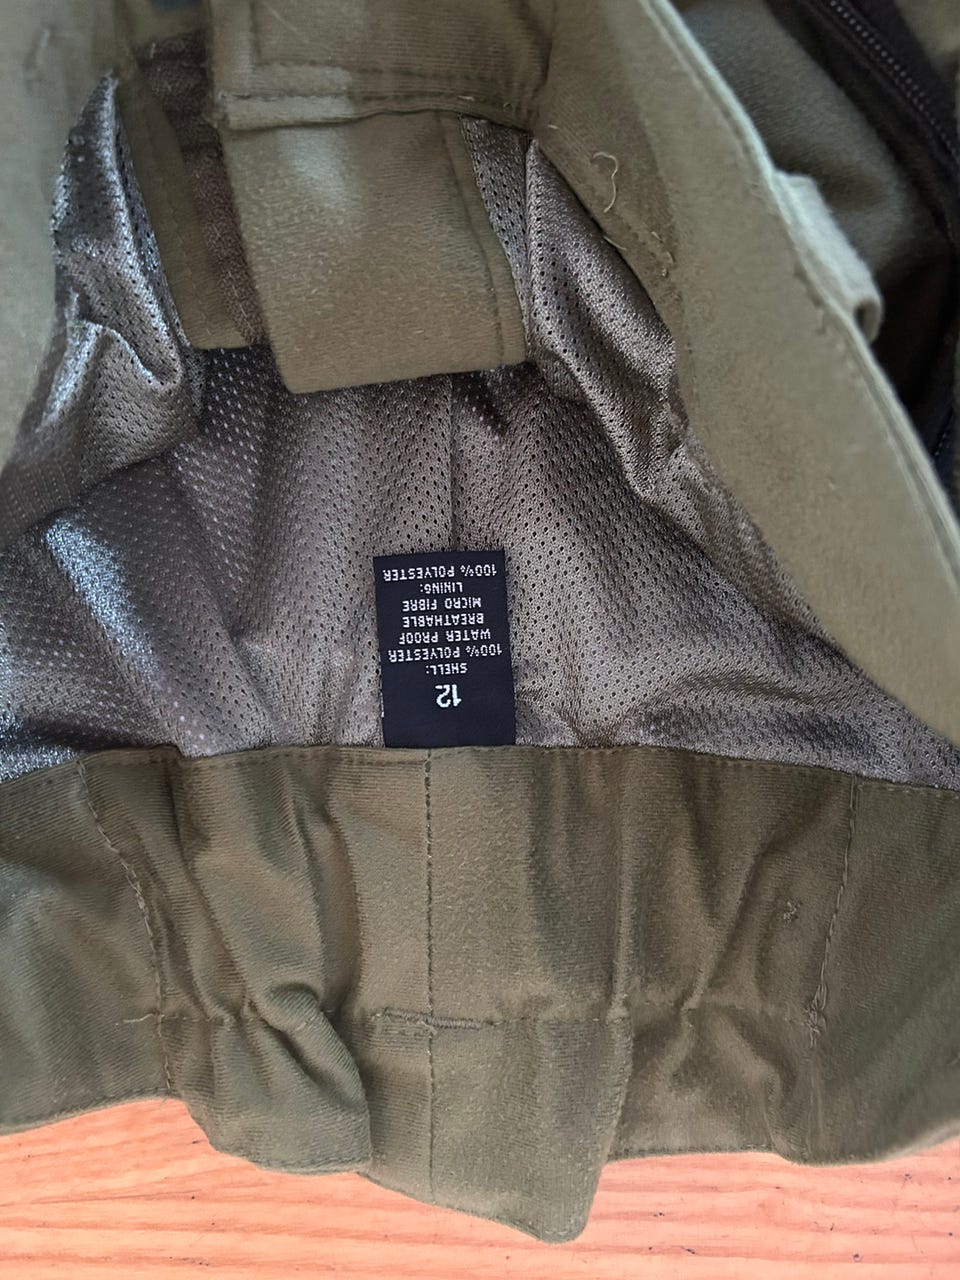 12
SHELL:
100% POLYESTER
WATER PROOF
BREATHABLE
MICRO FIBRE
LINING:
100% POLYESTER